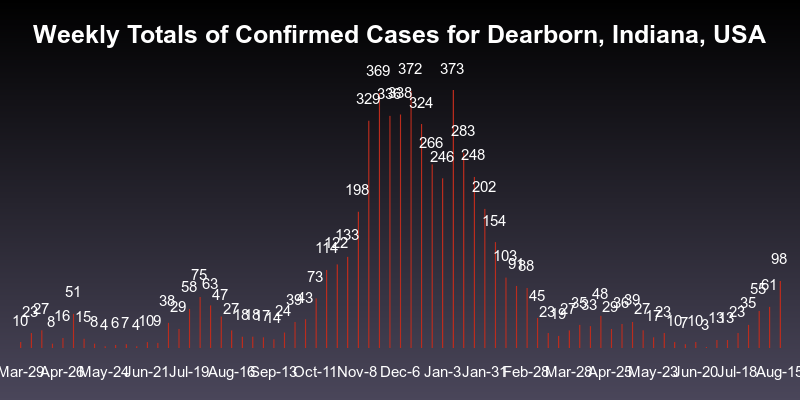 Weekly Totals of Confirmed Cases for Dearborn, Indiana, USA
10 23 27 8 16 51 15 8 4 6 7 4 10 9 38 29 58 75 63 47 27 18 18 17 14 24 39 43 73 114 122 133 198 329 369 336 338 372 324 266 246 373 283 248 202 154 103 91 88 45 23 19 27 35 33 48 29 36 39 27 17 23 10 7 10 3 13 13 23 35 55 61 98
Mar-29 Apr-26 May-24 Jun-21 Jul-19 Aug-16 Sep-13 Oct-11 Nov-8 Dec-6 Jan-3 Jan-31 Feb-28 Mar-28 Apr-25 May-23 Jun-20 Jul-18 Aug-15